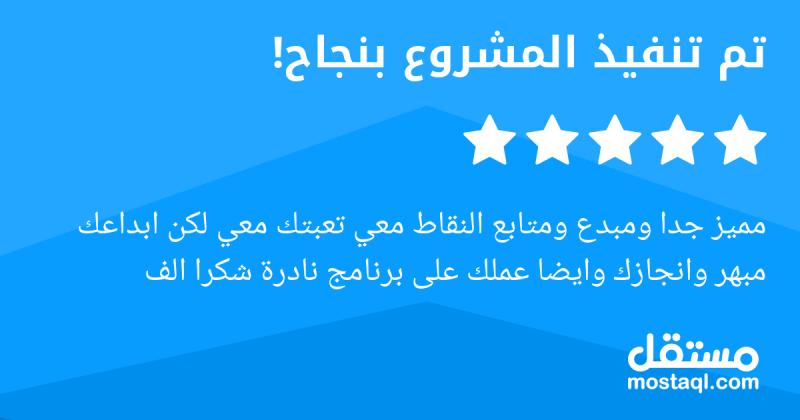 تم تنفيذ المشروع بنجاح!
مميز جدا ومبدع ومتابع النقاط معي تعبتك معي لكن ابداعك
مبهر وانجازك وايضا عملك على برنامج نادرة شكرا الف
مستقل
mostaql.com